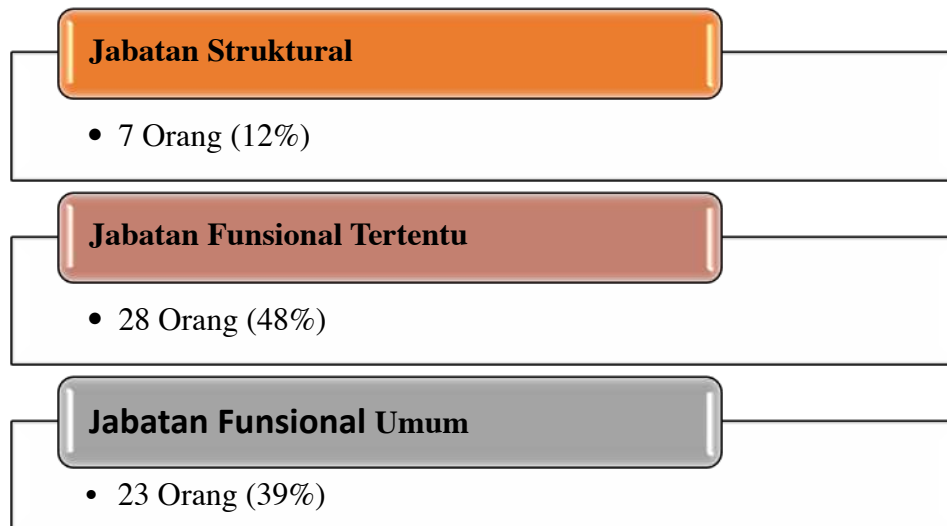 Jabatan Struktural
• 7 Orang (12%)
Jabatan Funsional Tertentu
• 28 Orang (48%)
Jabatan Funsional Umum
• 23 Orang (39%)